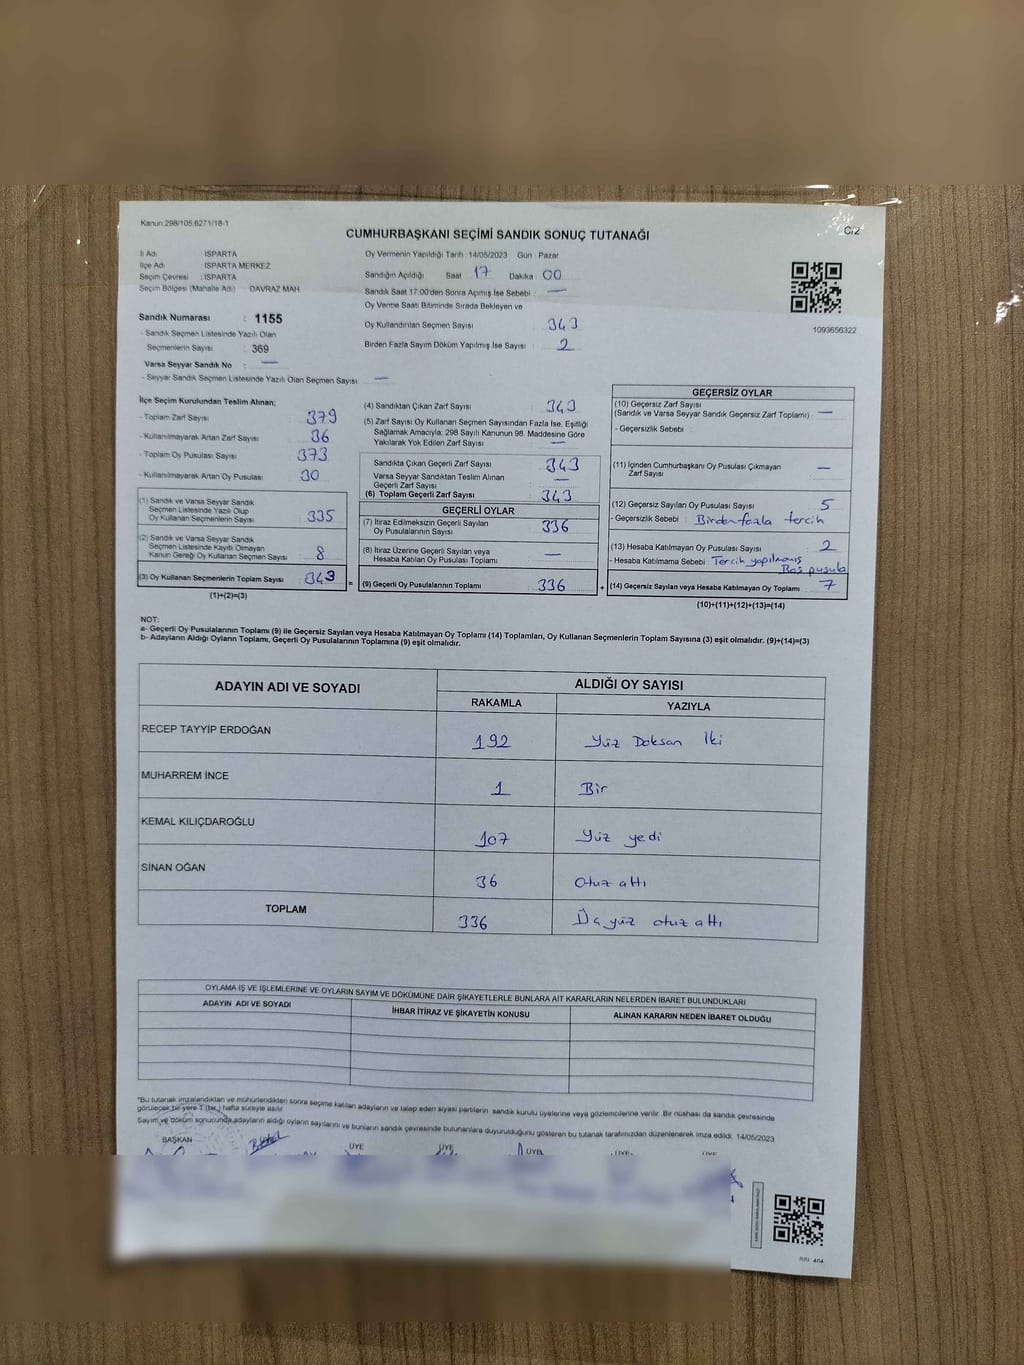 Kanun:298/105;6271/18-1
CUMHURBAŞKANI SEÇİMİ SANDIK SONUÇ TUTANAĞI
C/2
İl Adı ISPARTA
İlçe Adı ISPARTA MERKEZ
Seçim Çevresi : ISPARTA
Seçim Bölgesi (Mahalle Adı) DAVRAZ MAH.
Oy Vermenin Yapıldığı Tarih :14/05/2023 Gün Pazar
Sandığın Açıldığı Saat 17 Dakika : 00
Sandık Saat 17:00'den Sonra Açılmış İse Sebebi : —
Oy Verme Saati Bitiminde Sırada Bekleyen ve
Oy Kullandırılan Seçmen Sayısı 343
Birden Fazla Sayım Döküm Yapılmış İse Sayısı : 2
1093656322
Sandık Numarası : 1155
- Sandık Seçmen Listesinde Yazılı Olan
Seçmenlerin Sayısı : 369
Varsa Seyyar Sandık No : —
- Seyyar Sandık Seçmen Listesinde Yazılı Olan Seçmen Sayısı : —
İlçe Seçim Kurulundan Teslim Alınan;
- Toplam Zarf Sayısı 379
- Kullanılmayarak Artan Zarf Sayısı 36
- Toplam Oy Pusulası Sayısı 373
- Kullanılmayarak Artan Oy Pusulası 30
(1) Sandık ve Varsa Seyyar Sandık
Seçmen Listesinde Yazılı Olup
Oy Kullanan Seçmenlerin Sayısı 335
(2) Sandık ve Varsa Seyyar Sandık
Seçmen Listesinde Kayıtlı Olmayan
Kanun Gereği Oy Kullanan Seçmen Sayısı 8
(3) Oy Kullanan Seçmenlerin Toplam Sayısı 343 =
(1)+(2)=(3)
(4) Sandıktan Çıkan Zarf Sayısı 343
(5) Zarf Sayısı Oy Kullanan Seçmen Sayısından Fazla İse, Eşitliği
Sağlamak Amacıyla; 298 Sayılı Kanunun 98. Maddesine Göre
Yakılarak Yok Edilen Zarf Sayısı —
Sandıkta Çıkan Geçerli Zarf Sayısı 343
Varsa Seyyar Sandıktan Teslim Alınan
Geçerli Zarf Sayısı —
(6) Toplam Geçerli Zarf Sayısı 343
GEÇERLİ OYLAR
(7) İtiraz Edilmeksizin Geçerli Sayılan
Oy Pusulalarının Sayısı 336
(8) İtiraz Üzerine Geçerli Sayılan veya
Hesaba Katılan Oy Pusulası Toplamı —
(9) Geçerli Oy Pusulalarının Toplamı 336 +
GEÇERSİZ OYLAR
(10) Geçersiz Zarf Sayısı
(Sandık ve Varsa Seyyar Sandık Geçersiz Zarf Toplamı) —
- Geçersizlik Sebebi :
(11) İçinden Cumhurbaşkanı Oy Pusulası Çıkmayan
Zarf Sayısı —
(12) Geçersiz Sayılan Oy Pusulası Sayısı 5
- Geçersizlik Sebebi : Birden fazla tercih
(13) Hesaba Katılmayan Oy Pusulası Sayısı 2
- Hesaba Katılmama Sebebi : Tercih yapılmamış
Boş pusula
(14) Geçersiz Sayılan veya Hesaba Katılmayan Oy Toplamı 7
(10)+(11)+(12)+(13)=(14)
NOT:
a- Geçerli Oy Pusulalarının Toplamı (9) ile Geçersiz Sayılan veya Hesaba Katılmayan Oy Toplamı (14) Toplamları, Oy Kullanan Seçmenlerin Toplam Sayısına (3) eşit olmalıdır. (9)+(14)=(3)
b- Adayların Aldığı Oyların Toplamı, Geçerli Oy Pusulalarının Toplamına (9) eşit olmalıdır.
ADAYIN ADI VE SOYADI ALDIĞI OY SAYISI
RAKAMLA YAZIYLA
RECEP TAYYİP ERDOĞAN 192 Yüz Doksan İki
MUHARREM İNCE 1 Bir
KEMAL KILIÇDAROĞLU 107 Yüz yedi
SİNAN OĞAN 36 Otuz altı
TOPLAM 336 Üç yüz otuz altı
OYLAMA İŞ VE İŞLEMLERİNE VE OYLARIN SAYIM VE DÖKÜMÜNE DAİR ŞİKAYETLERLE BUNLARA AİT KARARLARIN NELERDEN İBARET BULUNDUKLARI
ADAYIN ADI VE SOYADI İHBAR İTİRAZ VE ŞİKAYETİN KONUSU ALINAN KARARIN NEDEN İBARET OLDUĞU
*Bu tutanak imzalandıktan ve mühürlendikten sonra seçime katılan adayların ve talep eden siyasi partilerin sandık kurulu üyelerine veya gözlemcilerine verilir. Bir nüshası da sandık çevresinde
görülecek bir yere 1 (bir) hafta süreyle asılır.
Sayım ve döküm sonucunda adayların aldığı oyların sayılarını ve bunların sandık çevresinde bulunanlara duyurulduğunu gösteren bu tutanak tarafımızdan düzenlenerek imza edildi. 14/05/2023
BAŞKAN ÜYE ÜYE ÜYE ÜYE ÜYE